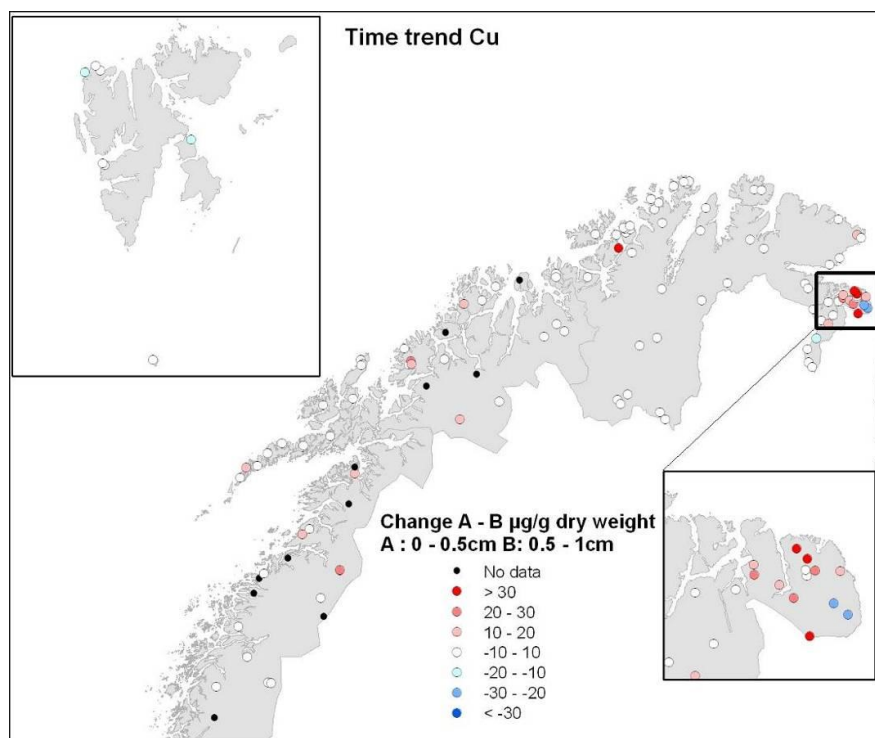 Time trend Cu
Change A - B µg/g dry weight
A : 0 - 0.5cm B: 0.5 - 1cm
No data
> 30
20 - 30
10 - 20
-10 - 10
-20 - -10
-30 - -20
< -30